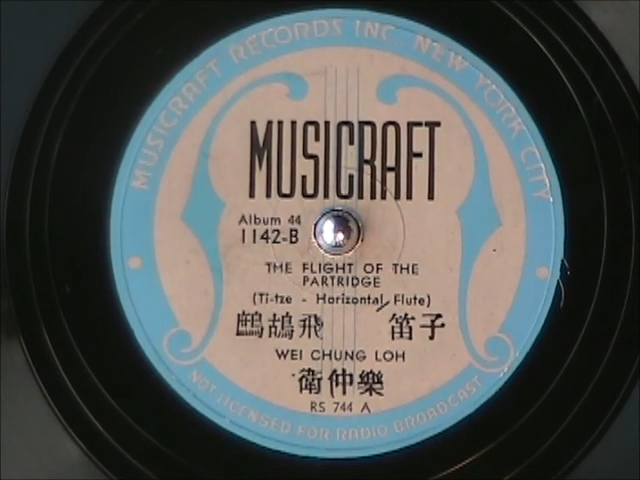 MUSICRAFT RECORDS INC., NEW YORK CITY
MUSICRAFT
Album 44
1142-B
THE FLIGHT OF THE
PARTRIDGE
(Ti-tze - Horizontal Flute)
鷓鴣飛 笛子
WEI CHUNG LOH
衛仲樂
RS 744 A
NOT LICENSED FOR RADIO BROADCAST